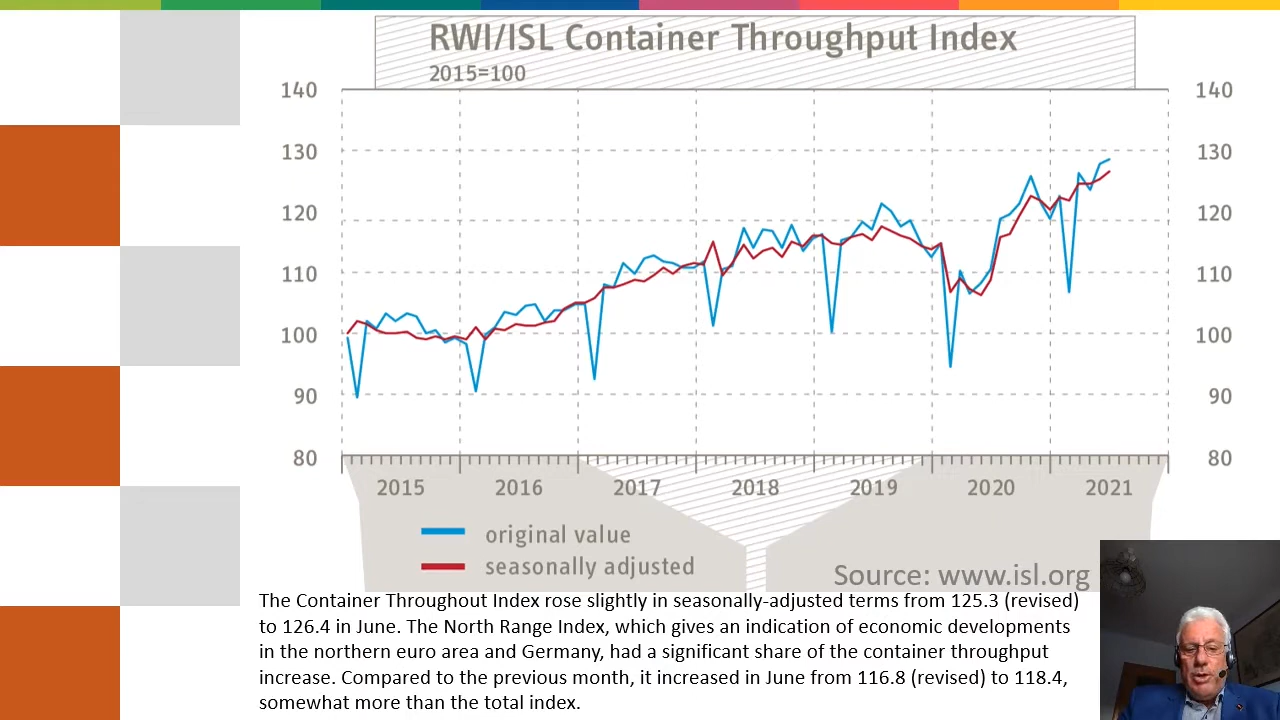 RWI/ISL Container Throughput Index
2015=100
140 140
130 130
120 120
110 110
100 100
90 90
80 80
2015 2016 2017 2018 2019 2020 2021
original value
seasonally adjusted
Source: www.isl.org
The Container Throughout Index rose slightly in seasonally-adjusted terms from 125.3 (revised)
to 126.4 in June. The North Range Index, which gives an indication of economic developments
in the northern euro area and Germany, had a significant share of the container throughput
increase. Compared to the previous month, it increased in June from 116.8 (revised) to 118.4,
somewhat more than the total index.